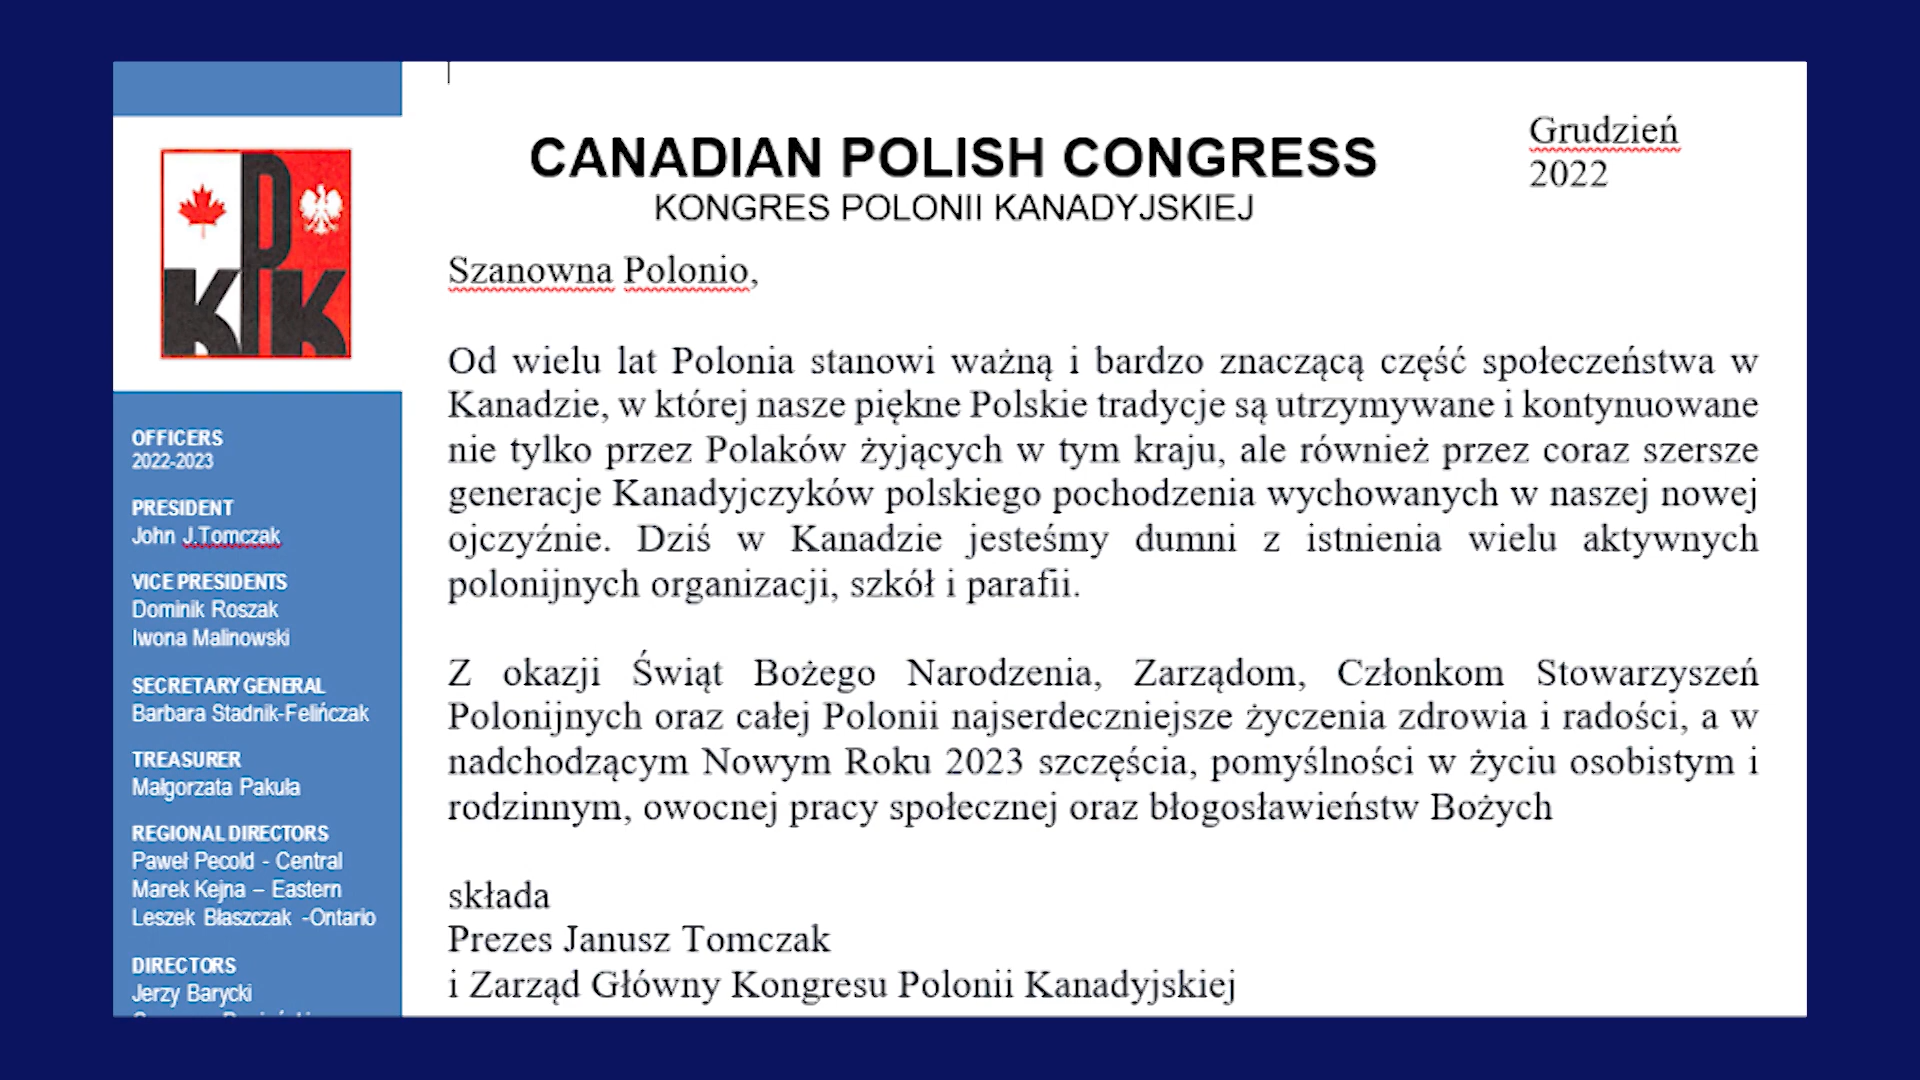 CANADIAN POLISH CONGRESS
KONGRES POLONII KANADYJSKIEJ
Grudzień
2022
KPK
OFFICERS
2022-2023
PRESIDENT
John J.Tomczak
VICE PRESIDENTS
Dominik Roszak
Iwona Malinowski
SECRETARY GENERAL
Barbara Stadnik-Felińczak
TREASURER
Małgorzata Pakuła
REGIONAL DIRECTORS
Paweł Pecold - Central
Marek Kejna – Eastern
Leszek Błaszczak -Ontario
DIRECTORS
Jerzy Barycki
Szanowna Polonio,
Od wielu lat Polonia stanowi ważną i bardzo znaczącą część społeczeństwa w
Kanadzie, w której nasze piękne Polskie tradycje są utrzymywane i kontynuowane
nie tylko przez Polaków żyjących w tym kraju, ale również przez coraz szersze
generacje Kanadyjczyków polskiego pochodzenia wychowanych w naszej nowej
ojczyźnie. Dziś w Kanadzie jesteśmy dumni z istnienia wielu aktywnych
polonijnych organizacji, szkół i parafii.
Z okazji Świąt Bożego Narodzenia, Zarządom, Członkom Stowarzyszeń
Polonijnych oraz całej Polonii najserdeczniejsze życzenia zdrowia i radości, a w
nadchodzącym Nowym Roku 2023 szczęścia, pomyślności w życiu osobistym i
rodzinnym, owocnej pracy społecznej oraz błogosławieństw Bożych
składa
Prezes Janusz Tomczak
i Zarząd Główny Kongresu Polonii Kanadyjskiej